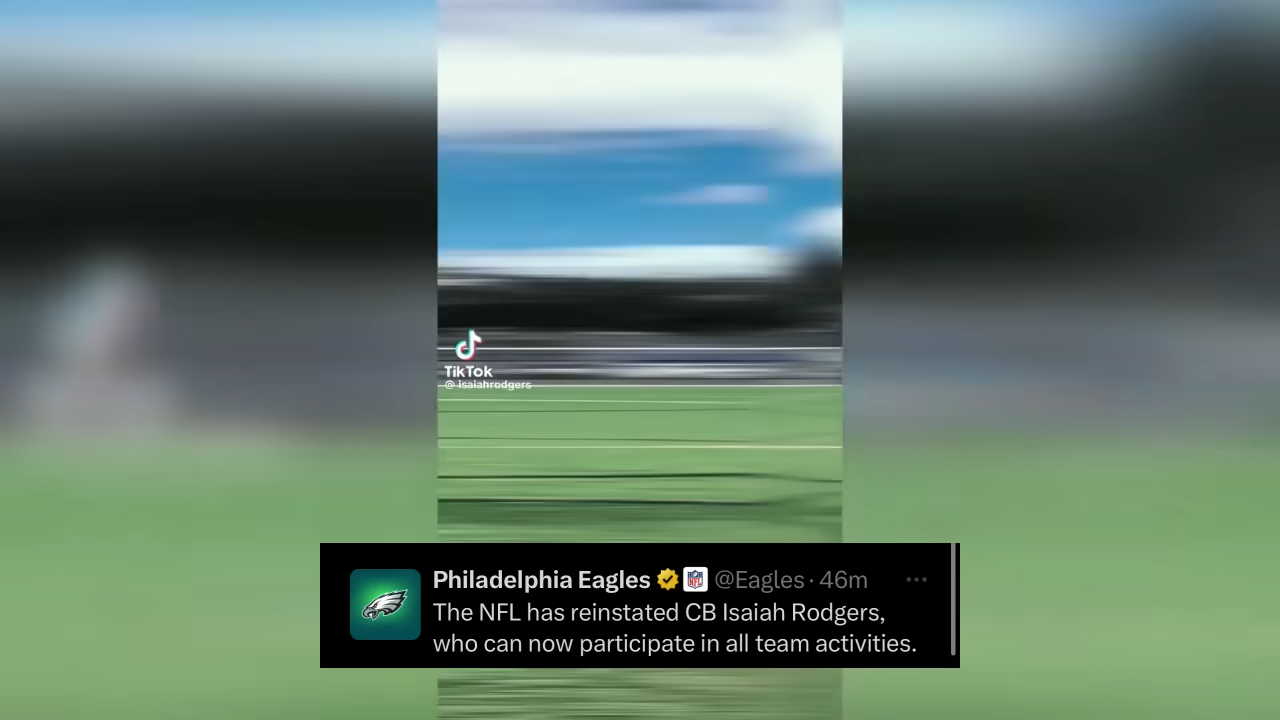 TikTok
@ isaiahrodgers
Philadelphia Eagles @Eagles · 46m
The NFL has reinstated CB Isaiah Rodgers,
who can now participate in all team activities.